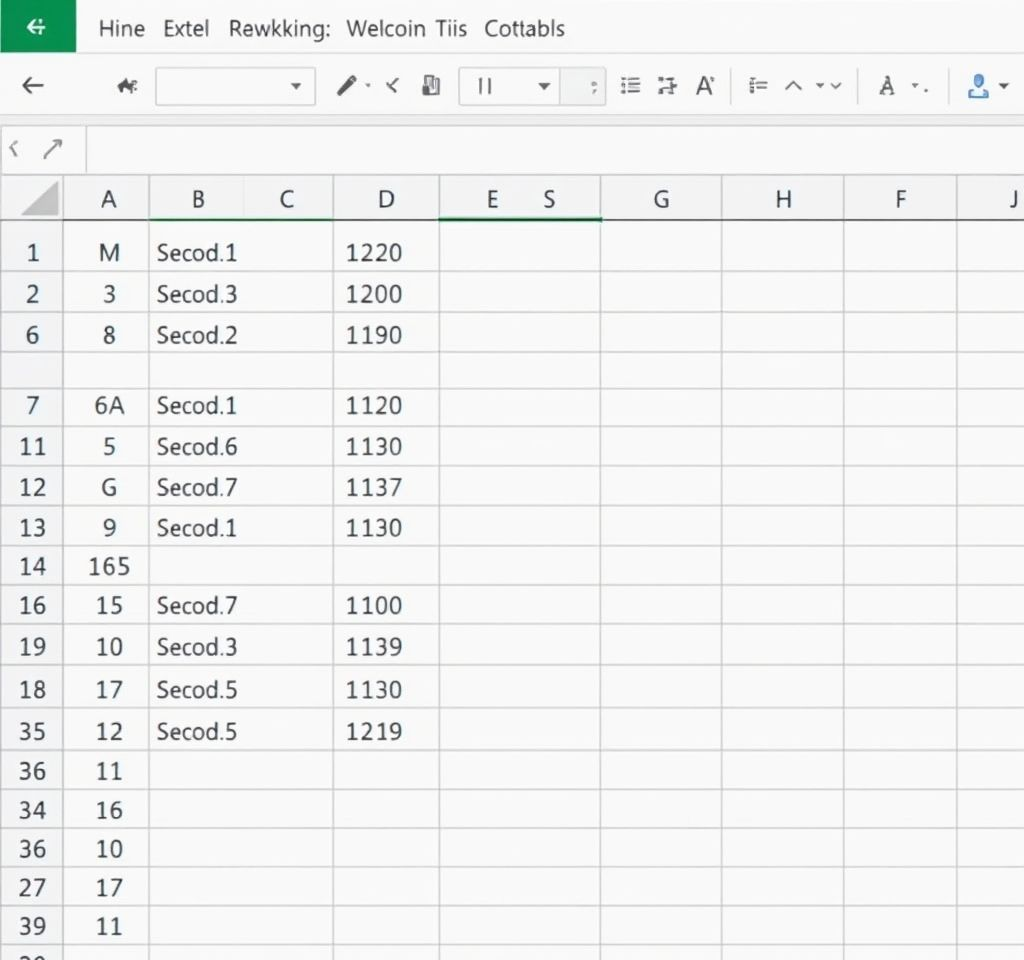 Hine Extel Rewkking: Welcoin Tiis Cottabls
11 A
A
A B C D E S G H F J
1 M Secod.1 1220
2 3 Secod.3 1200
6 8 Secod.2 1190
7 6A Secod.1 1120
11 5 Secod.6 1130
12 G Secod.7 1137
13 9 Secod.1 1130
14 165
16 15 Secod.7 1100
19 10 Secod.3 1139
18 17 Secod.5 1130
35 12 Secod.5 1219
36 11
34 16
36 10
27 17
39 11